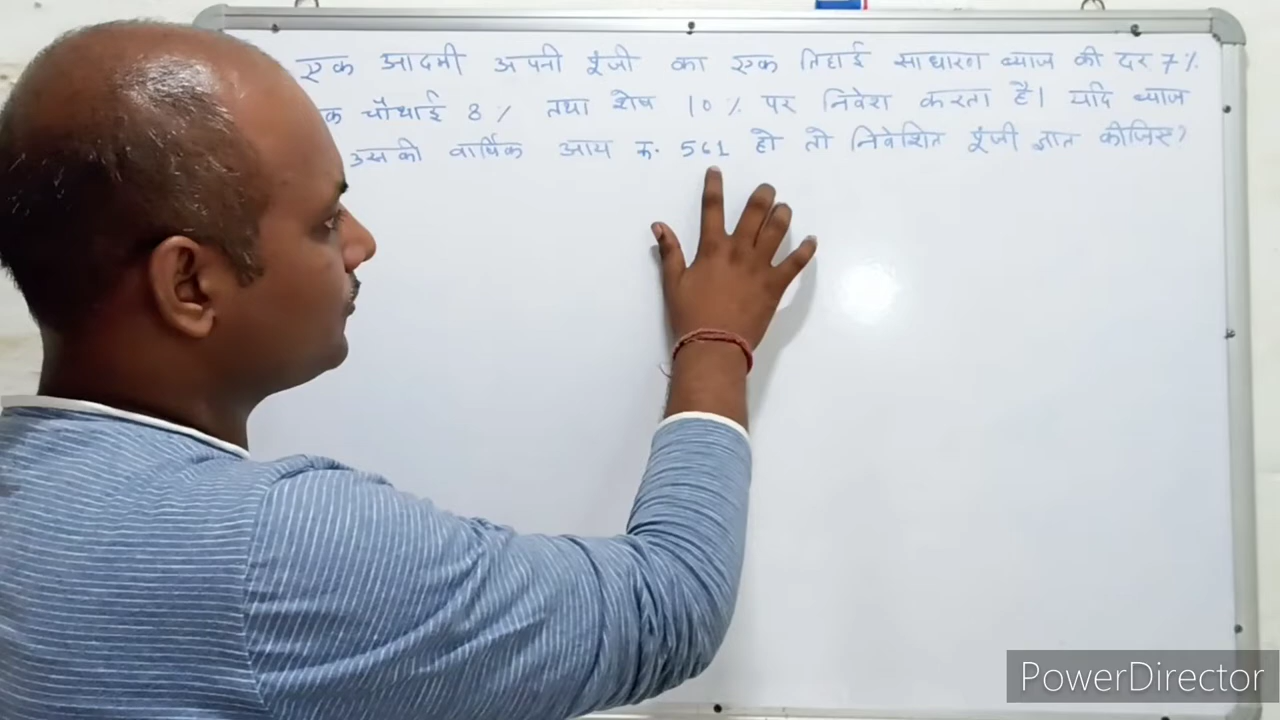 एक आदमी अपनी पूंजी का एक तिहाई साधारण ब्याज की दर 7%
क चौथाई 8% तथा शेष 10% पर निवेश करता है। यदि ब्याज
उसकी वार्षिक आय रु. 561 हो तो निवेशित पूंजी ज्ञात कीजिए?
PowerDirector